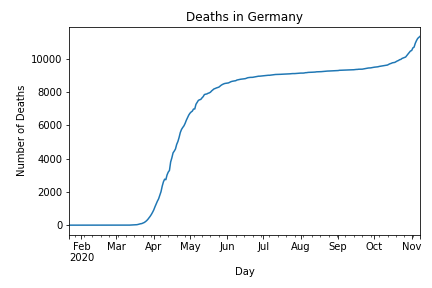 Deaths in Germany
Number of Deaths
10000
8000
6000
4000
2000
0
Feb Mar Apr May Jun Jul Aug Sep Oct Nov
2020
Day